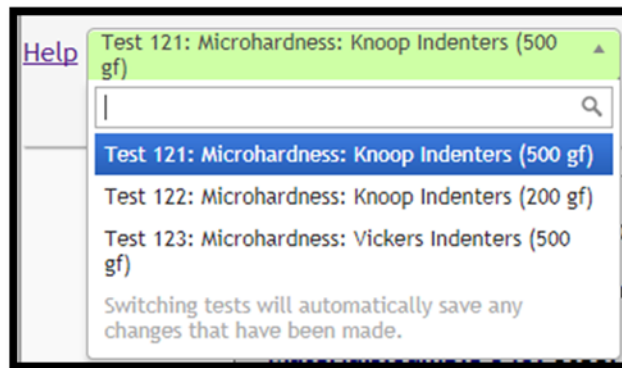 Help
Test 121: Microhardness: Knoop Indenters (500
gf)
Test 121: Microhardness: Knoop Indenters (500 gf)
Test 122: Microhardness: Knoop Indenters (200 gf)
Test 123: Microhardness: Vickers Indenters (500
gf)
Switching tests will automatically save any
changes that have been made.